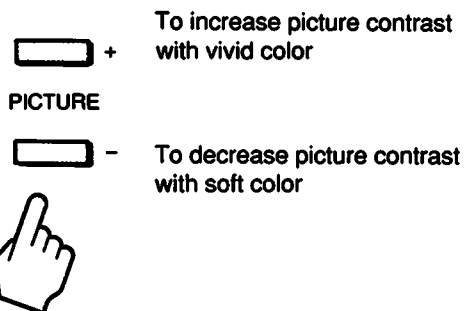 To increase picture contrast
+ with vivid color
PICTURE
– To decrease picture contrast
with soft color